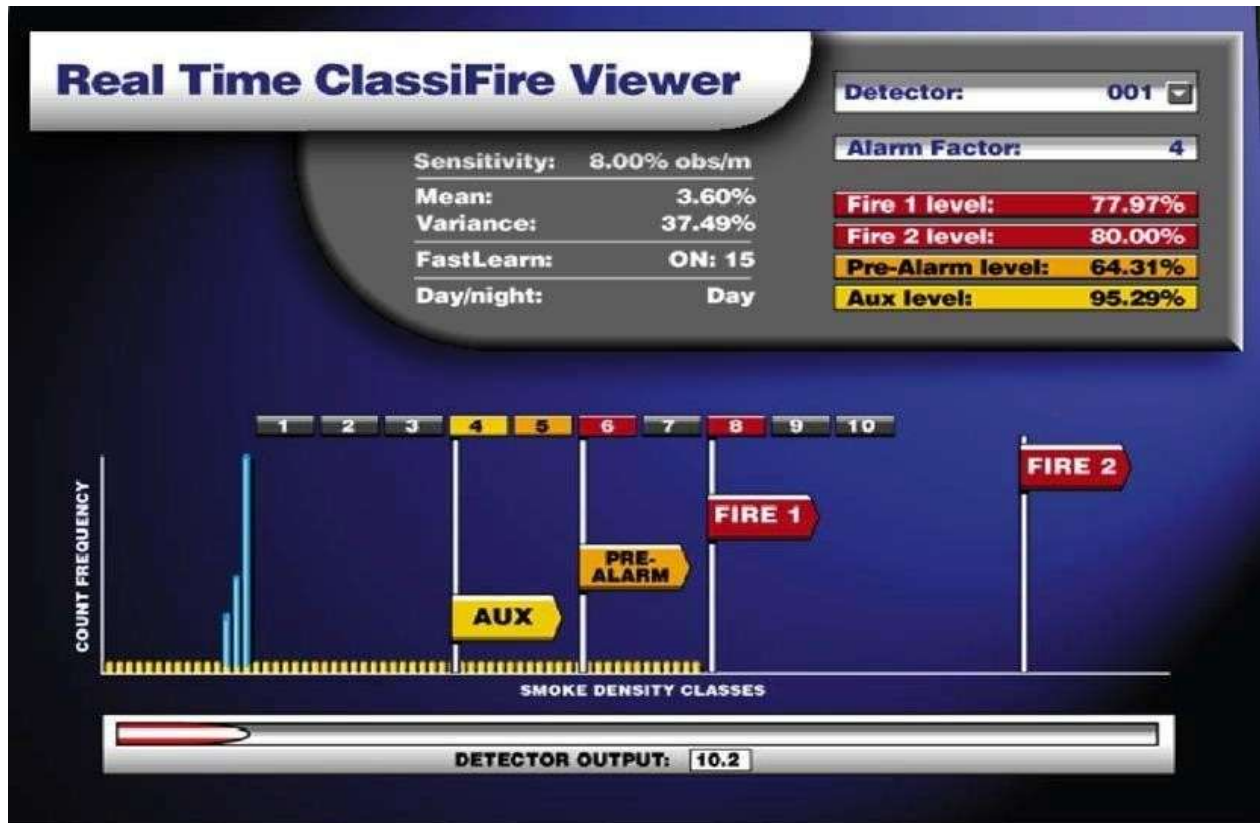 Real Time ClassiFire Viewer
Detector: 001
Alarm Factor: 4
Sensitivity: 8.00% obs/m
Mean: 3.60%
Variance: 37.49%
FastLearn: ON: 15
Day/night: Day
Fire 1 level: 77.97%
Fire 2 level: 80.00%
Pre-Alarm level: 64.31%
Aux level: 95.29%
1 2 3 4 5 6 7 8 9 10
FIRE 2
FIRE 1
PRE-
ALARM
AUX
COUNT FREQUENCY
SMOKE DENSITY CLASSES
DETECTOR OUTPUT: 10.2